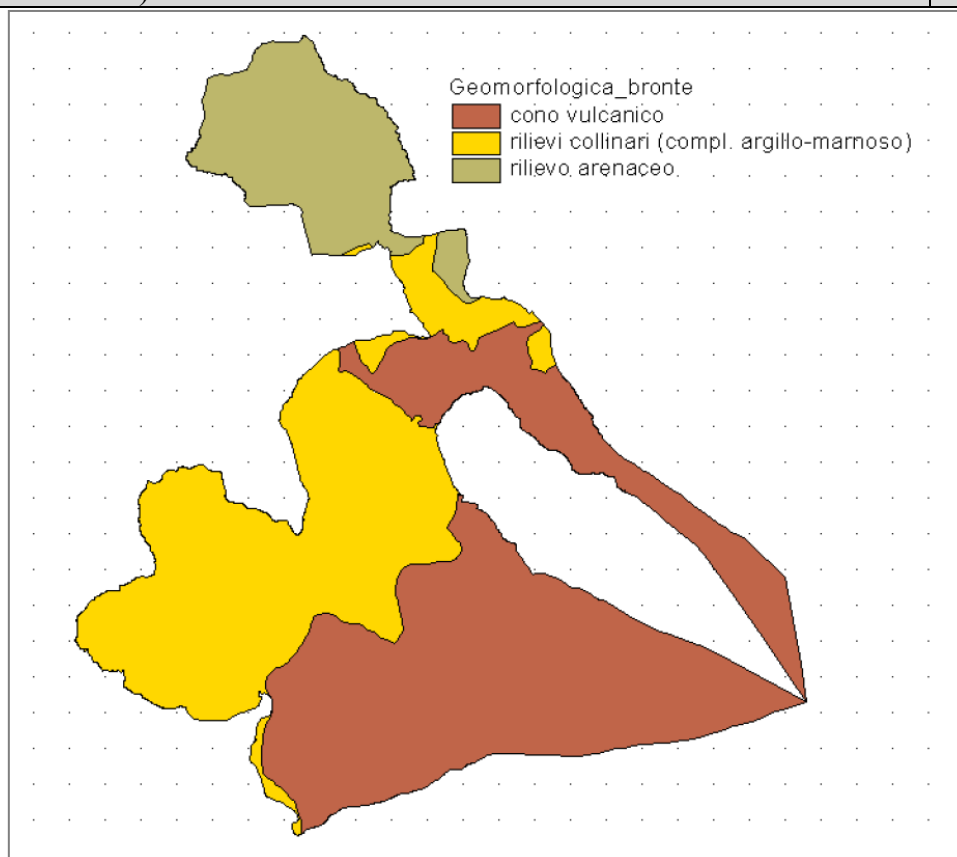 Geomorfologica_bronte
cono vulcanico
rilievi collinari (compl. argillo-marnoso)
rilievo arenaceo